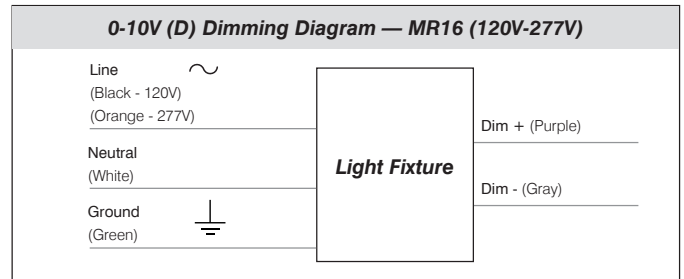 0-10V (D) Dimming Diagram — MR16 (120V-277V)
Line
(Black - 120V)
(Orange - 277V)
Neutral
(White)
Ground
(Green)
Light Fixture
Dim + (Purple)
Dim - (Gray)